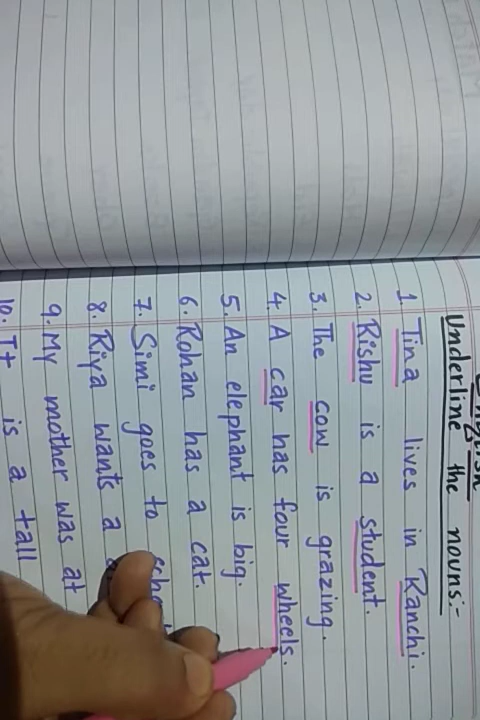 English
Underline the nouns:-
1. Tina lives in Ranchi.
2. Rishu is a student.
3. The cow is grazing.
4. A car has four wheels.
5. An elephant is big.
6. Rohan has a cat.
7. Simi goes to
8. Riya wants a
9. My mother was at
10. It is a tall